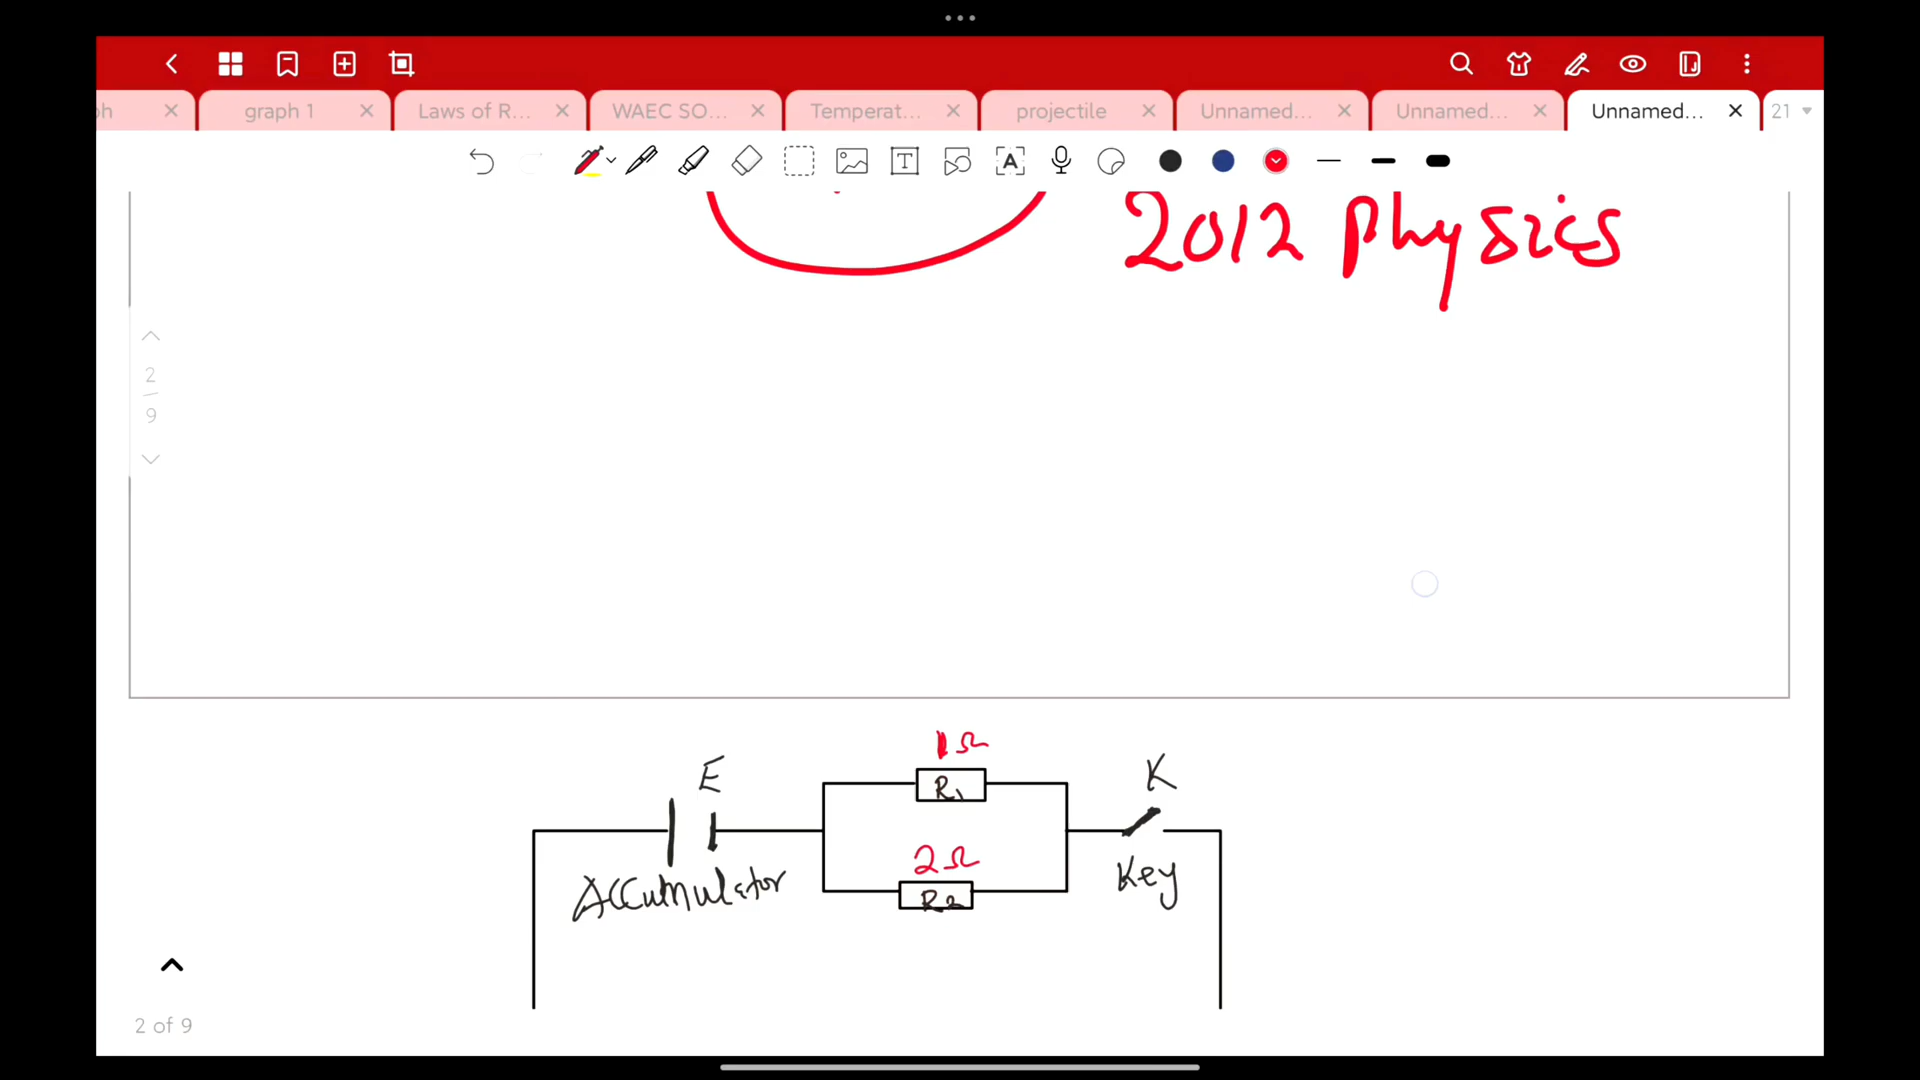 graph 1
Laws of R...
WAEC SO...
Temperat...
projectile
Unnamed...
Unnamed...
Unnamed...
21
T
A
2012 Physics
2
9
1Ω
E
R1
K
2Ω
Accumulator
R2
Key
2 of 9